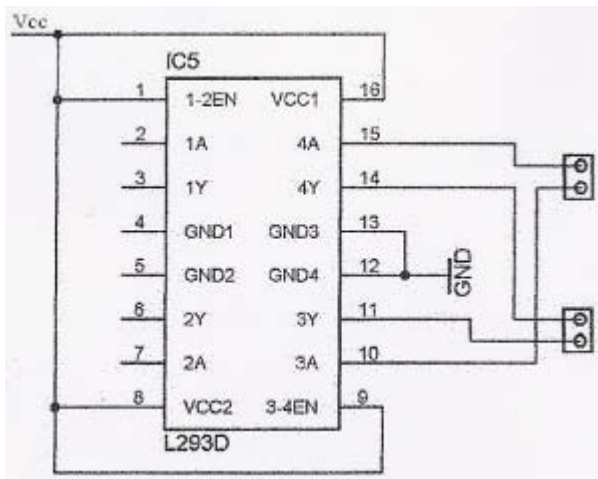 Vcc
IC5
1 1-2EN VCC1 16
2 1A 4A 15
3 1Y 4Y 14
4 GND1 GND3 13
5 GND2 GND4 12
GND
6 2Y 3Y 11
7 2A 3A 10
8 VCC2 3-4EN 9
L293D